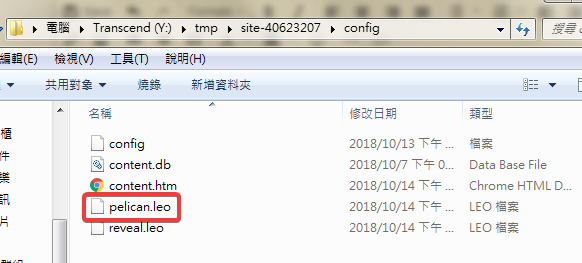 電腦 ▸ Transcend (Y:) ▸ tmp ▸ site-40623207 ▸ config
搜尋 c
編輯(E) 檢視(V) 工具(T) 說明(H)
共用對象 燒錄 新增資料夾
名稱 修改日期 類型
config 2018/10/13 下午 ... 檔案
content.db 2018/10/7 下午 0... Data Base File
content.htm 2018/10/14 下午 ... Chrome HTML D...
pelican.leo 2018/10/14 下午 ... LEO 檔案
reveal.leo 2018/10/14 下午 ... LEO 檔案
櫃
件
樂
訊
片